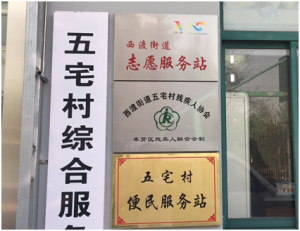 五宅村综合服务
西渡街道
志愿服务站
西渡街道五宅村残疾人协会
奉贤区残疾人联合会制
五宅村
便民服务站